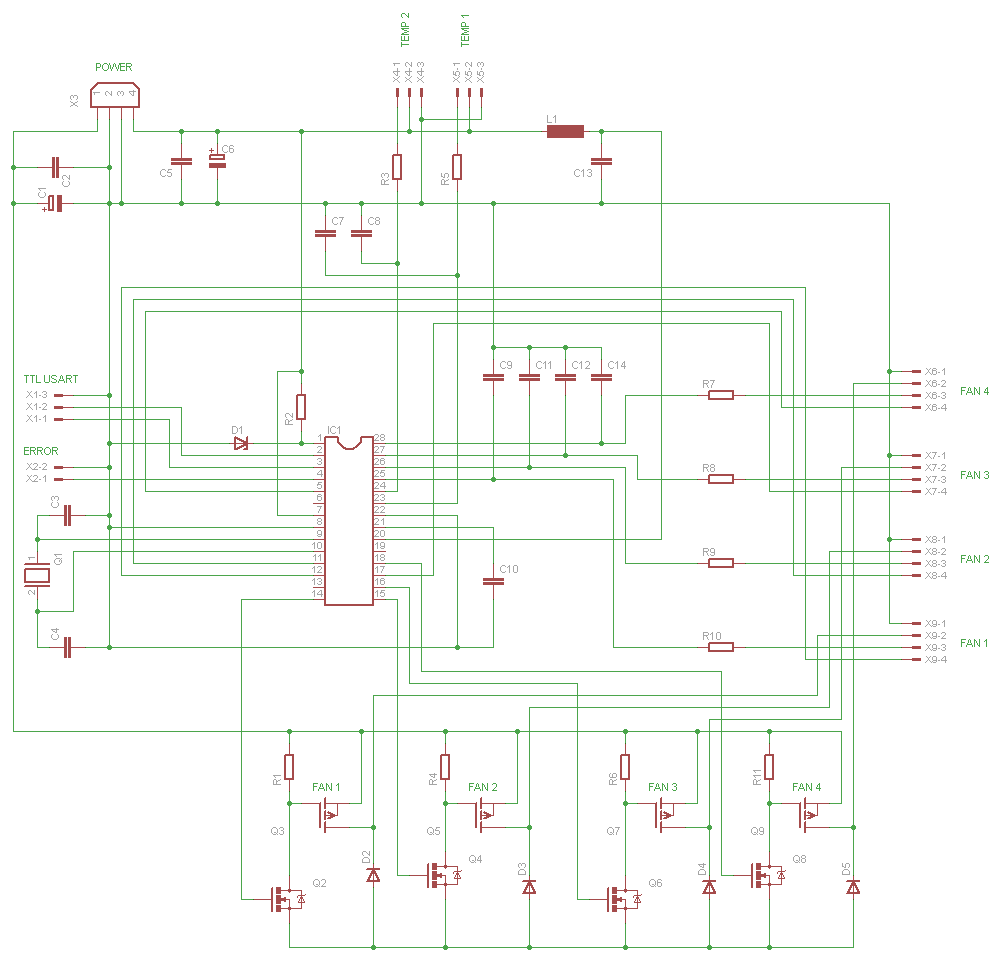 TEMP 2
TEMP 1
POWER
X3
1
2
3
4
X4-1
X4-2
X4-3
X5-1
X5-2
X5-3
L1
C2
C1
+
C5
+
C6
R3
R5
C13
C7
C8
TTL USART
X1-3
X1-2
X1-1
ERROR
X2-2
X2-1
R2
D1
IC1
C9
C11
C12
C14
R7
R8
R9
R10
X6-1
X6-2
X6-3
X6-4
FAN 4
X7-1
X7-2
X7-3
X7-4
FAN 3
X8-1
X8-2
X8-3
X8-4
FAN 2
X9-1
X9-2
X9-3
X9-4
FAN 1
1
28
2
27
3
26
4
25
5
24
6
23
7
22
8
21
9
20
10
19
11
18
12
17
13
16
14
15
C3
1
Q1
2
C4
C10
R1
FAN 1
R4
FAN 2
R6
FAN 3
R11
FAN 4
Q3
Q5
Q7
Q9
Q2
D2
Q4
D3
Q6
D4
Q8
D5